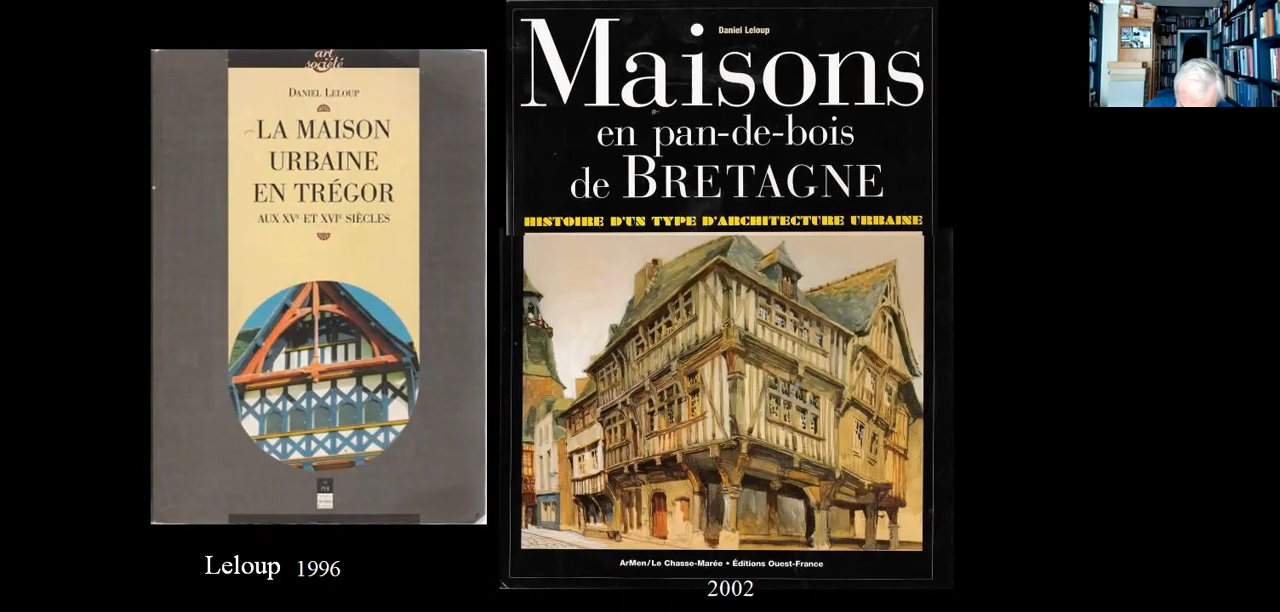 art
société
DANIEL LELOUP
LA MAISON
URBAINE
EN TRÉGOR
AUX XVᵉ ET XVIᵉ SIÈCLES
PUR
Leloup 1996
Daniel Leloup
Maisons
en pan-de-bois
de BRETAGNE
HISTOIRE D'UN TYPE D'ARCHITECTURE URBAINE
ArMen/Le Chasse-Marée • Éditions Ouest-France
2002